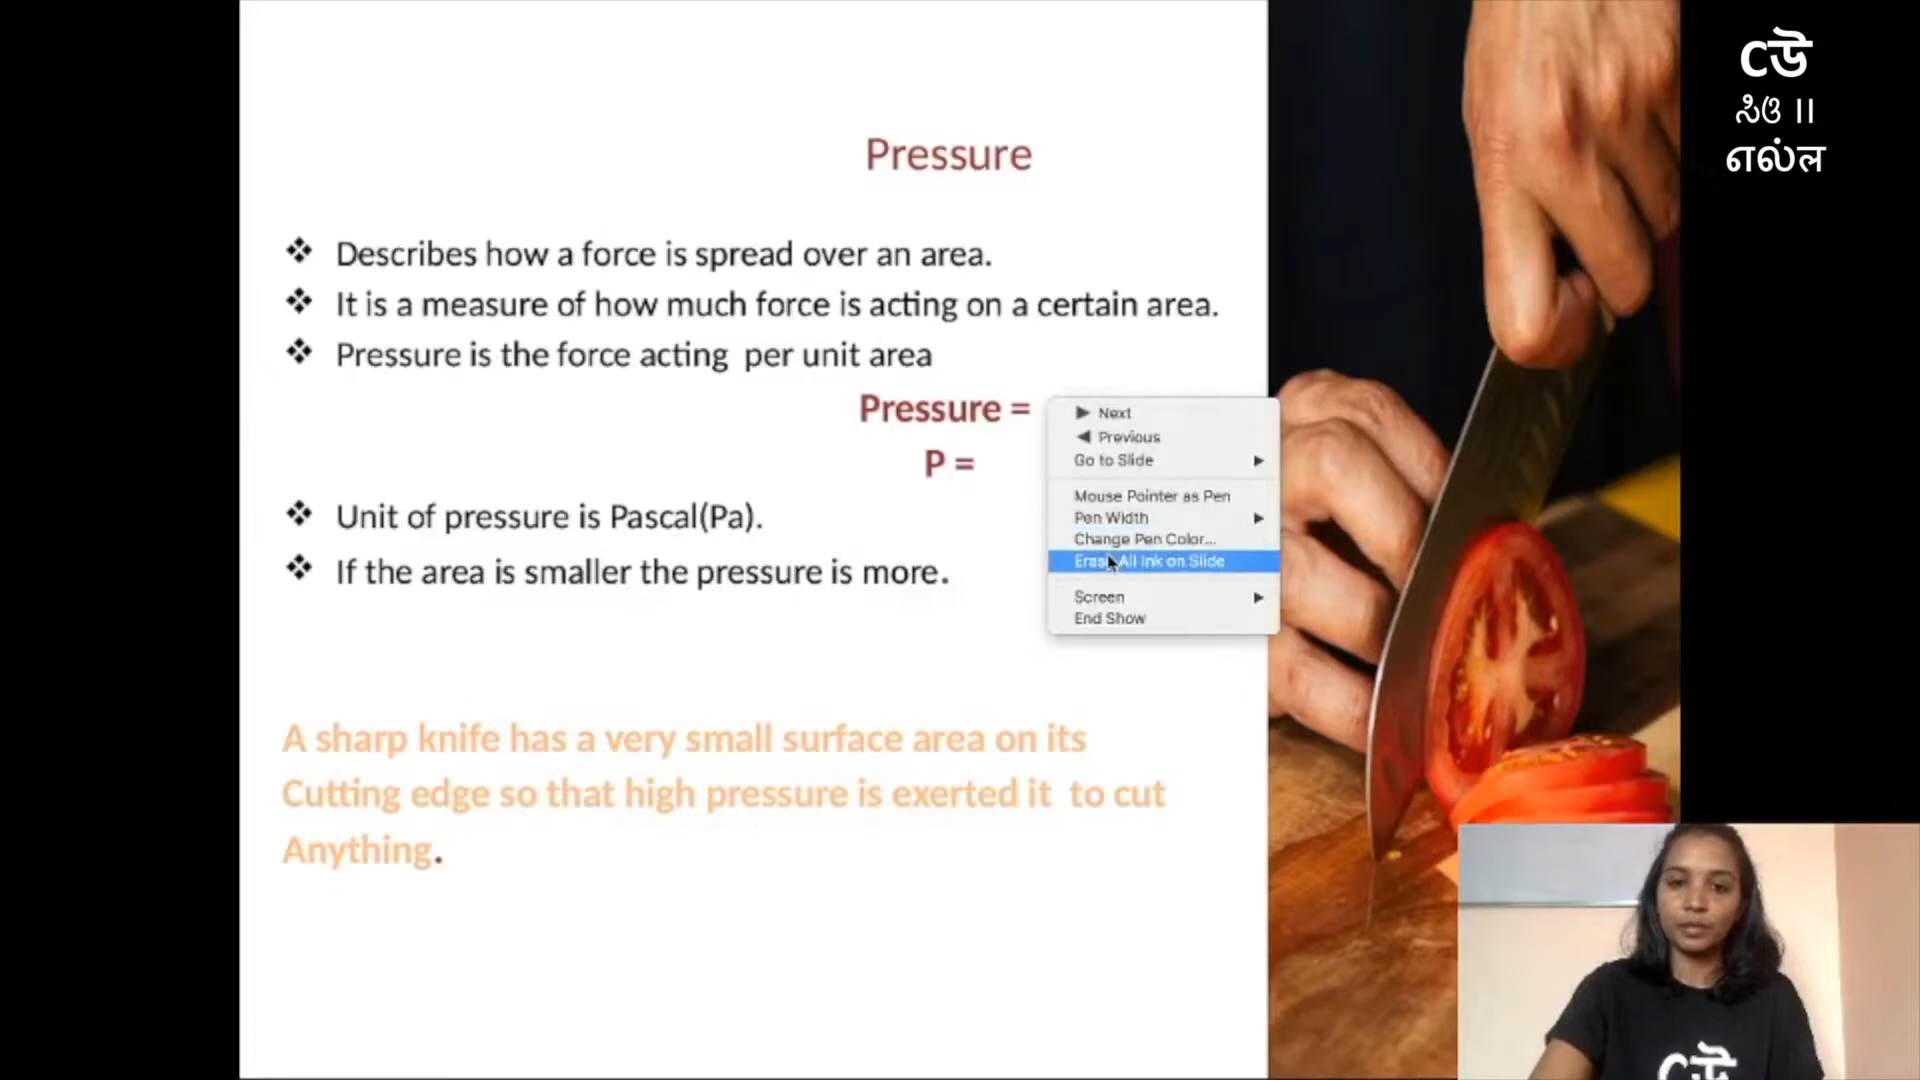 Cউ
ಸಿಓ ॥
எல்ல
Pressure
❖ Describes how a force is spread over an area.
❖ It is a measure of how much force is acting on a certain area.
❖ Pressure is the force acting per unit area
Pressure =
P =
❖ Unit of pressure is Pascal(Pa).
❖ If the area is smaller the pressure is more.
▶ Next
◀ Previous
Go to Slide ▶
Mouse Pointer as Pen
Pen Width ▶
Change Pen Color...
Erase All Ink on Slide
Screen ▶
End Show
A sharp knife has a very small surface area on its
Cutting edge so that high pressure is exerted it to cut
Anything.
Cউ